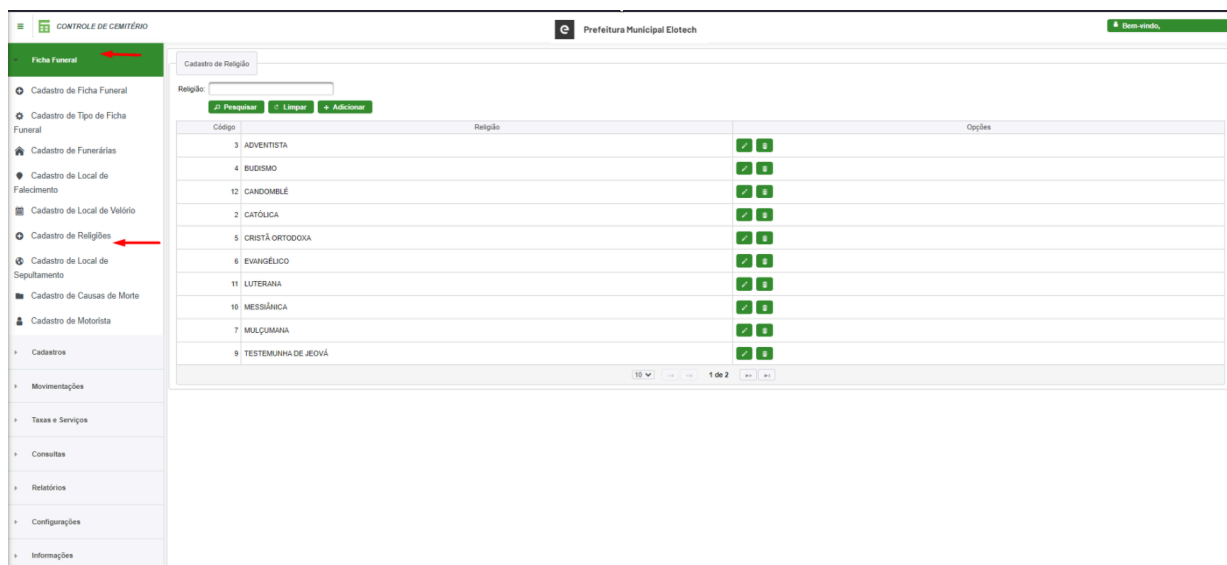 CONTROLE DE CEMITÉRIO
Prefeitura Municipal Elotech
Bem-vindo,
Ficha Funeral
Cadastro de Ficha Funeral
Cadastro de Tipo de Ficha
Funeral
Cadastro de Funerárias
Cadastro de Local de
Falecimento
Cadastro de Local de Velório
Cadastro de Religiões
Cadastro de Local de
Sepultamento
Cadastro de Causas de Morte
Cadastro de Motorista
Cadastros
Movimentações
Taxas e Serviços
Consultas
Relatórios
Configurações
Informações
Cadastro de Religião
Religião:
Pesquisar Limpar + Adicionar
Código Religião Opções
3 ADVENTISTA
4 BUDISMO
12 CANDOMBLÉ
2 CATÓLICA
5 CRISTÃ ORTODOXA
6 EVANGÉLICO
11 LUTERANA
10 MESSIÂNICA
7 MULÇUMANA
9 TESTEMUNHA DE JEOVÁ
10 1 de 2